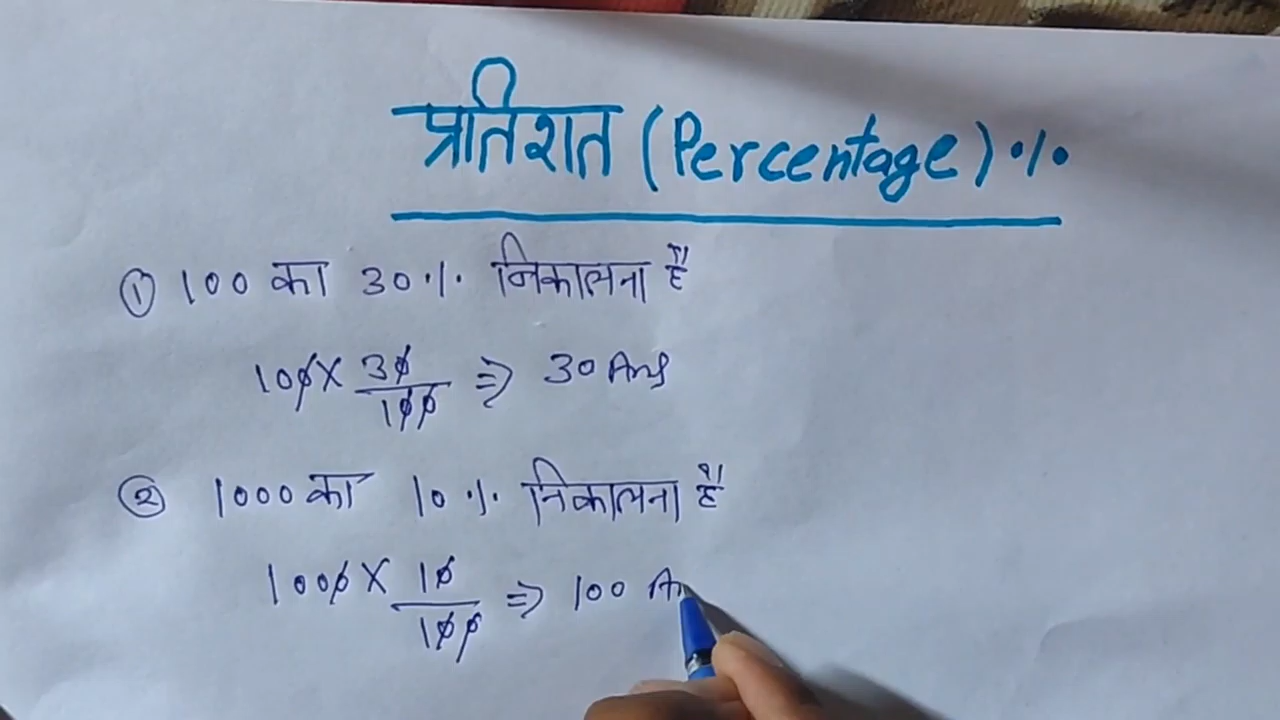 प्रतिशत (Percentage) %
① 100 का 30% निकालना है
100 × 30/100 ⇒ 30 Ans
② 1000 का 10% निकालना है
1000 × 10/100 ⇒ 100 An